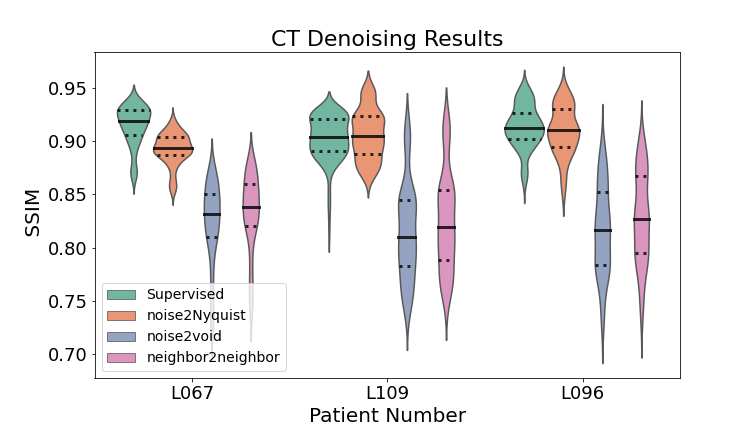 CT Denoising Results
SSIM
0.95
0.90
0.85
0.80
0.75
0.70
Supervised
noise2Nyquist
noise2void
neighbor2neighbor
L067
L109
L096
Patient Number